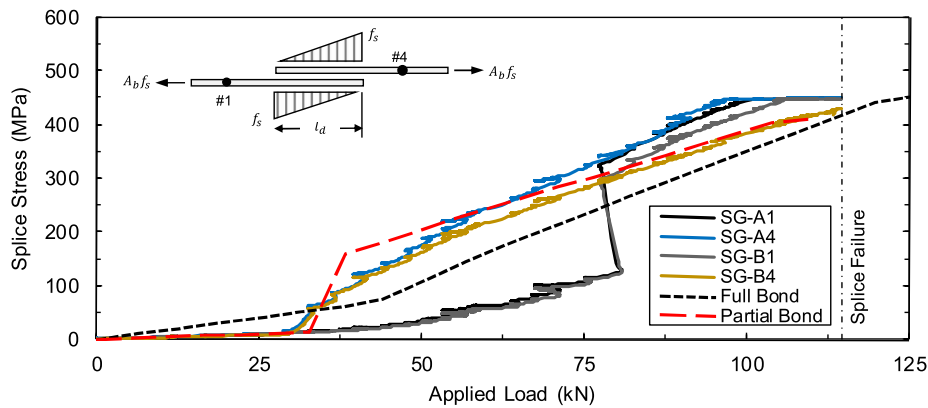 600
500
400
300
200
100
0
Splice Stress (MPa)
0
25
50
75
100
125
Applied Load (kN)
f_s
#4
A_b f_s
A_b f_s
#1
f_s
l_d
SG-A1
SG-A4
SG-B1
SG-B4
Full Bond
Partial Bond
Splice Failure